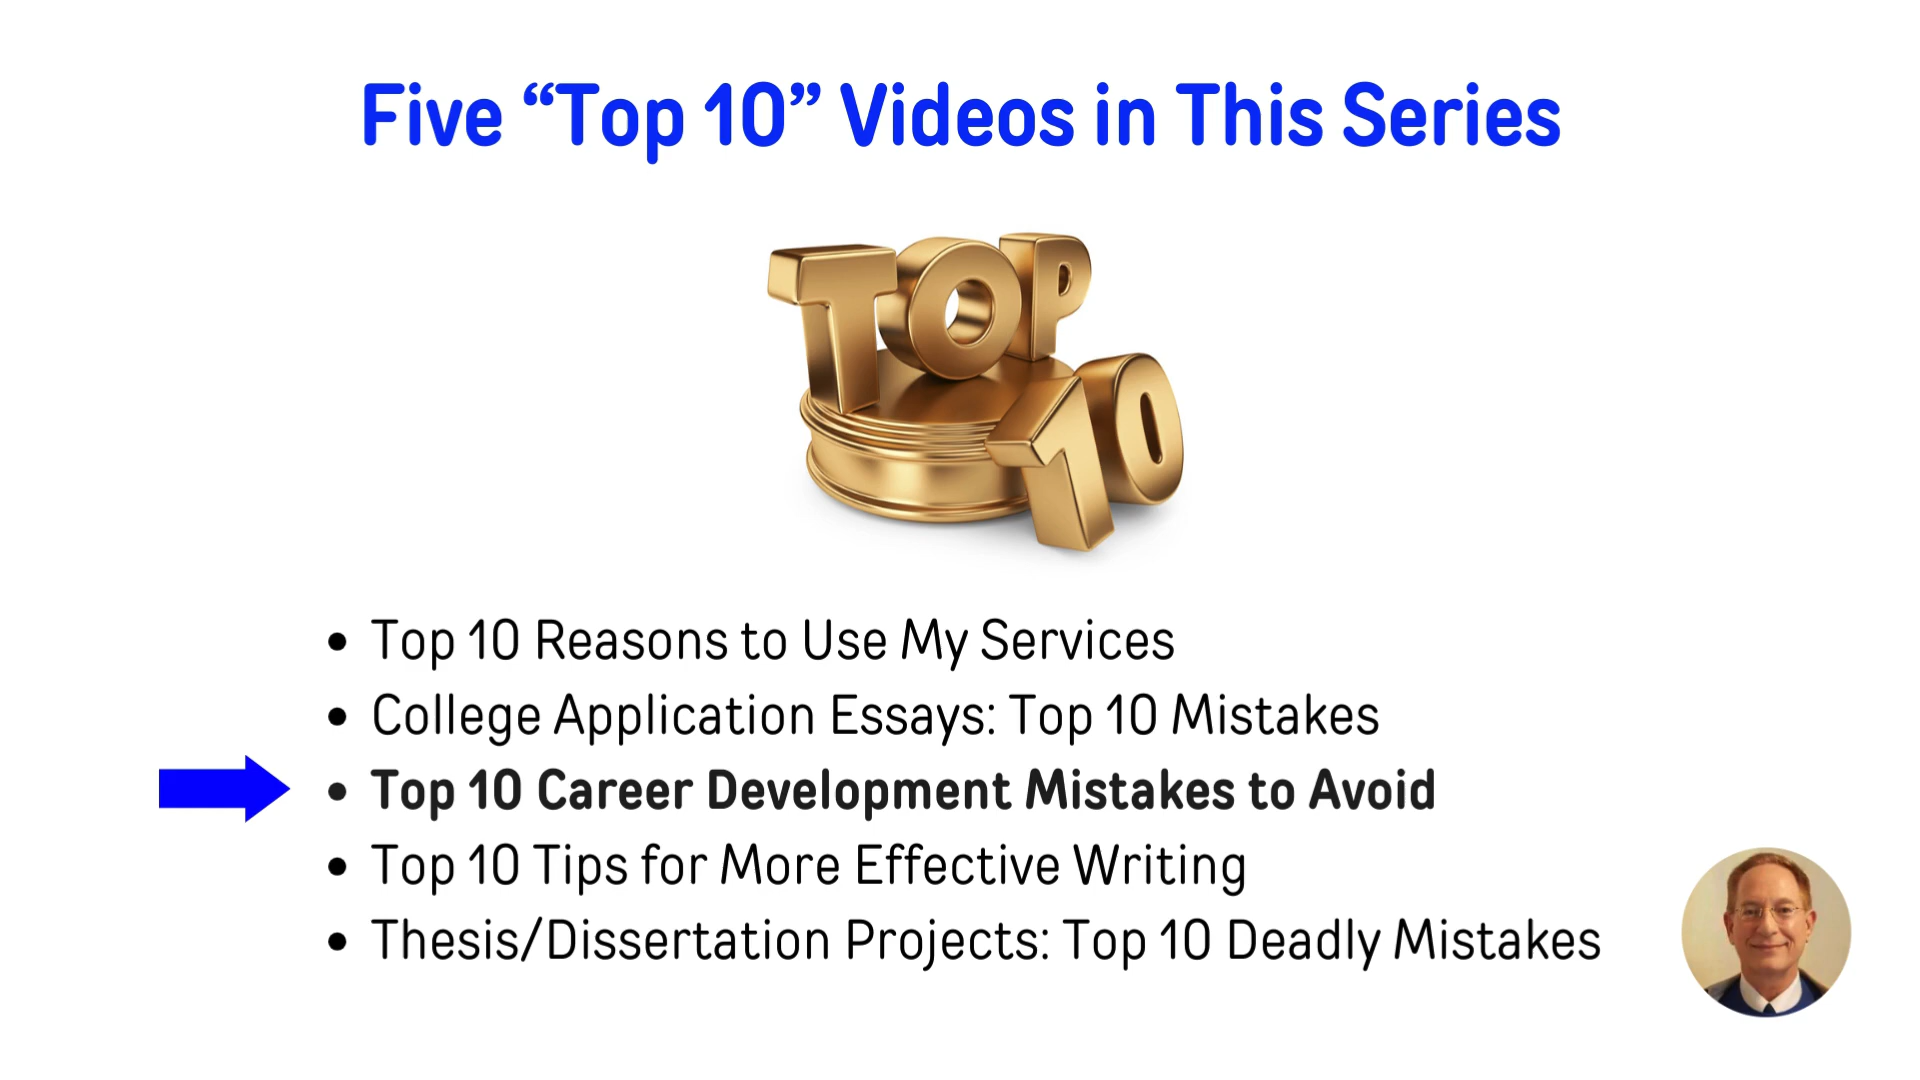 Five “Top 10” Videos in This Series
TOP
10
• Top 10 Reasons to Use My Services
• College Application Essays: Top 10 Mistakes
• Top 10 Career Development Mistakes to Avoid
• Top 10 Tips for More Effective Writing
• Thesis/Dissertation Projects: Top 10 Deadly Mistakes